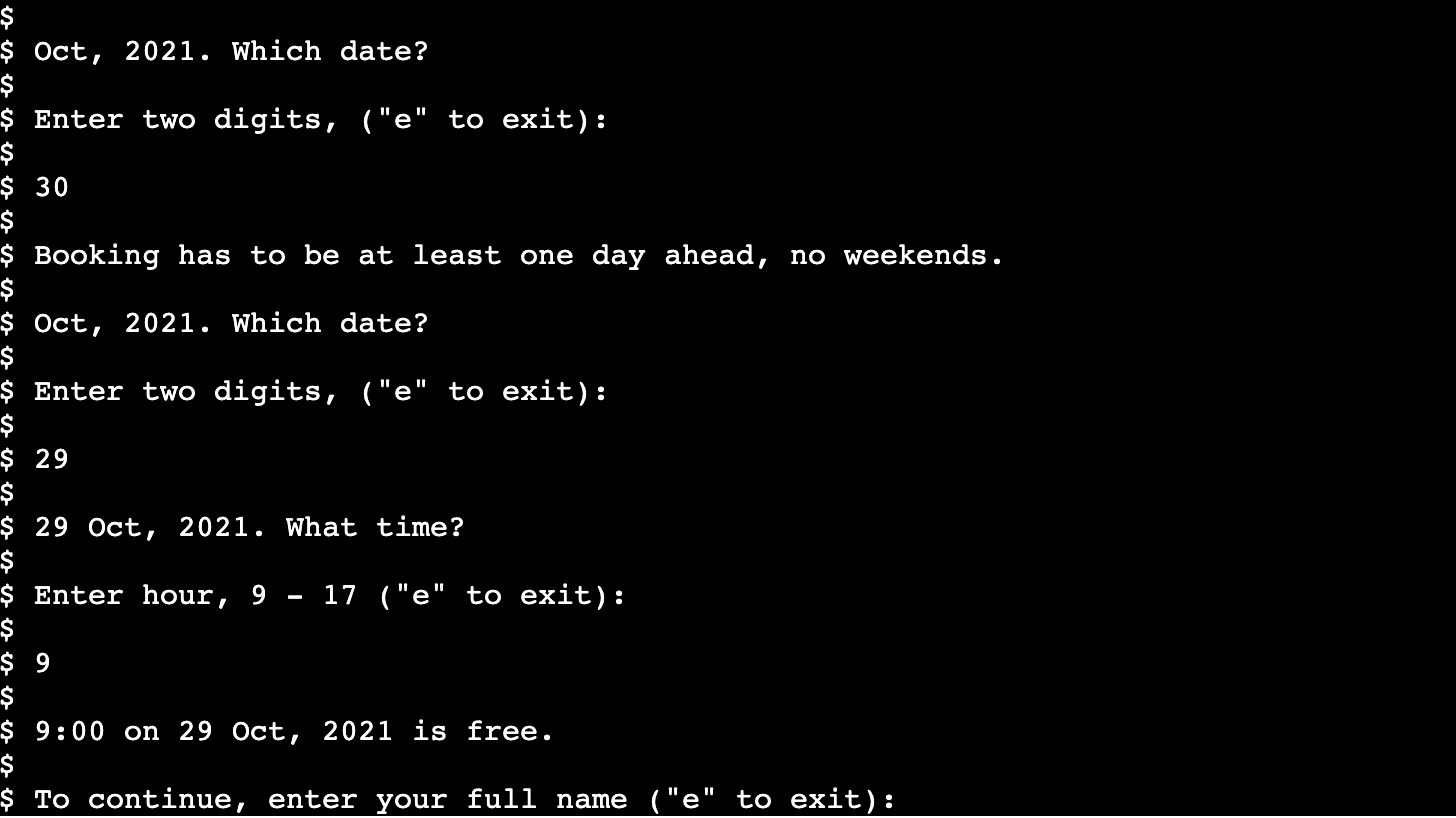 $
$ Oct, 2021. Which date?
$
$ Enter two digits, ("e" to exit):
$
$ 30
$
$ Booking has to be at least one day ahead, no weekends.
$
$ Oct, 2021. Which date?
$
$ Enter two digits, ("e" to exit):
$
$ 29
$
$ 29 Oct, 2021. What time?
$
$ Enter hour, 9 - 17 ("e" to exit):
$
$ 9
$
$ 9:00 on 29 Oct, 2021 is free.
$
$ To continue, enter your full name ("e" to exit):